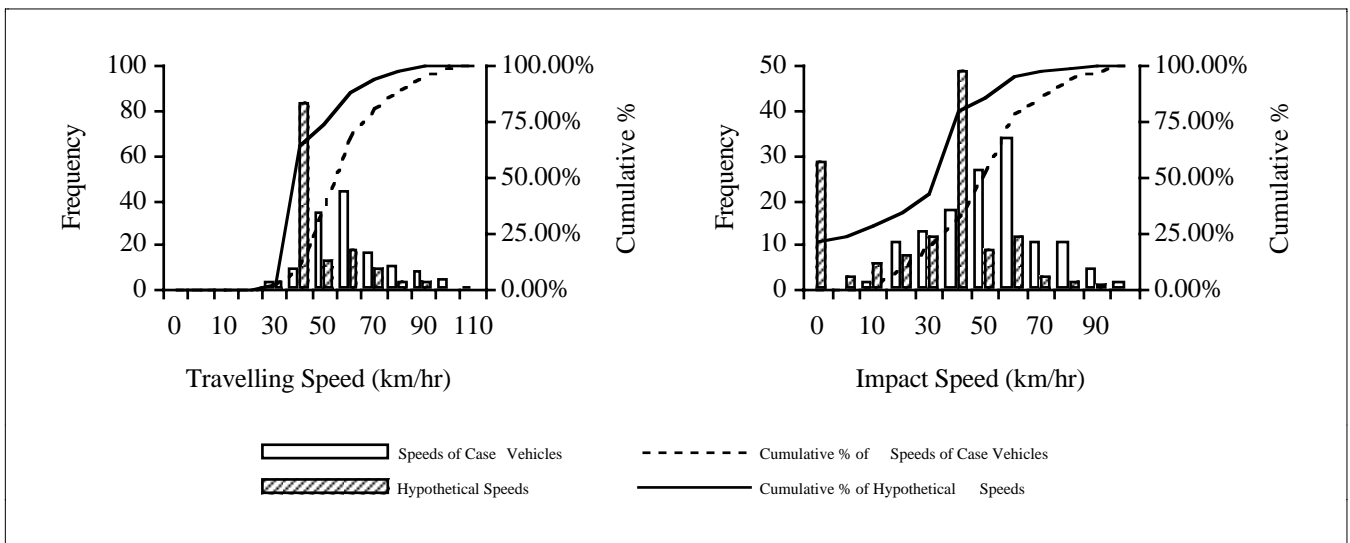 100
80
60
40
20
0
Frequency
100.00%
75.00%
50.00%
25.00%
0.00%
Cumulative %
0 10 30 50 70 90 110
Travelling Speed (km/hr)
50
40
30
20
10
0
Frequency
100.00%
75.00%
50.00%
25.00%
0.00%
Cumulative %
0 10 30 50 70 90
Impact Speed (km/hr)
Speeds of Case Vehicles
Cumulative % of Speeds of Case Vehicles
Hypothetical Speeds
Cumulative % of Hypothetical Speeds